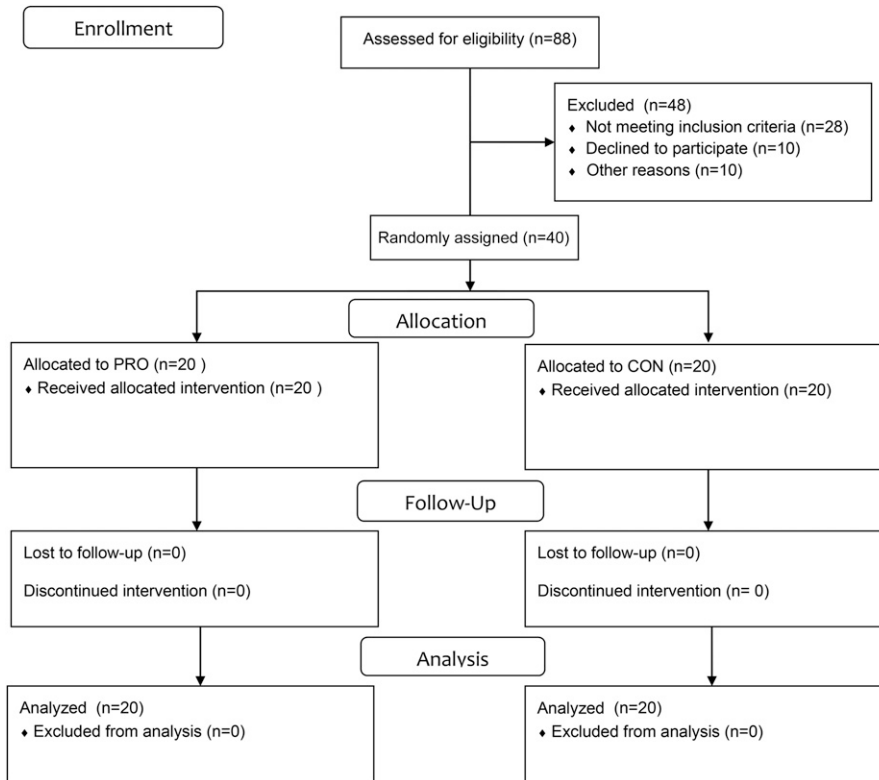 Enrollment
Assessed for eligibility (n=88)
Excluded (n=48)
♦ Not meeting inclusion criteria (n=28)
♦ Declined to participate (n=10)
♦ Other reasons (n=10)
Randomly assigned (n=40)
Allocation
Allocated to PRO (n=20 )
♦ Received allocated intervention (n=20 )
Allocated to CON (n=20)
♦ Received allocated intervention (n=20)
Follow-Up
Lost to follow-up (n=0)
Discontinued intervention (n=0)
Lost to follow-up (n=0)
Discontinued intervention (n= 0)
Analysis
Analyzed (n=20)
♦ Excluded from analysis (n=0)
Analyzed (n=20)
♦ Excluded from analysis (n=0)